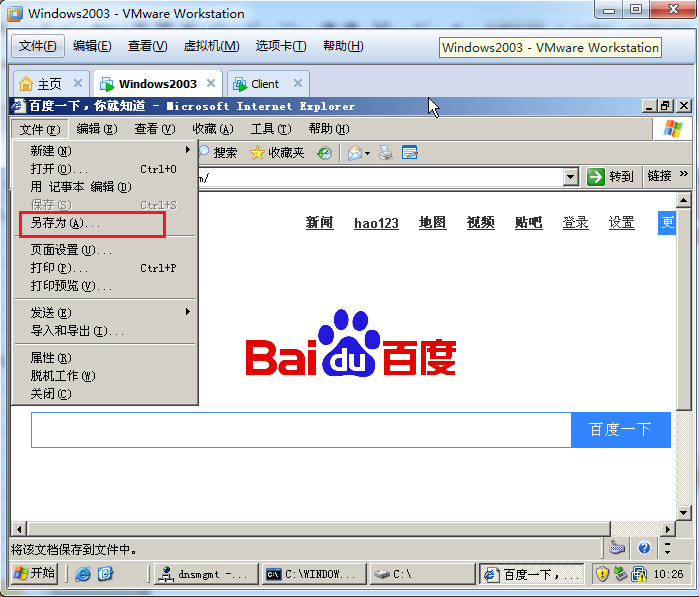 Windows2003 - VMware Workstation
文件(F) 编辑(E) 查看(V) 虚拟机(M) 选项卡(T) 帮助(H)
Windows2003 - VMware Workstation
主页 Windows2003 Client
百度一下，你就知道 - Microsoft Internet Explorer
文件(F) 编辑(E) 查看(V) 收藏(A) 工具(T) 帮助(H)
新建(N)
搜索 收藏夹
打开(O)... Ctrl+O
m/ 转到 链接 »
用 记事本 编辑(D)
保存(S) Ctrl+S
另存为(A)...
新闻 hao123 地图 视频 贴吧 登录 设置 更
页面设置(U)...
打印(P)... Ctrl+P
打印预览(V)...
发送(E)
导入和导出(I)...
属性(R)
脱机工作(W)
关闭(C)
Bai du 百度
百度一下
将该文档保存到文件中。
开始 dnsmgmt -... C:\WINDOW... C:\ 百度一下，... 10:26